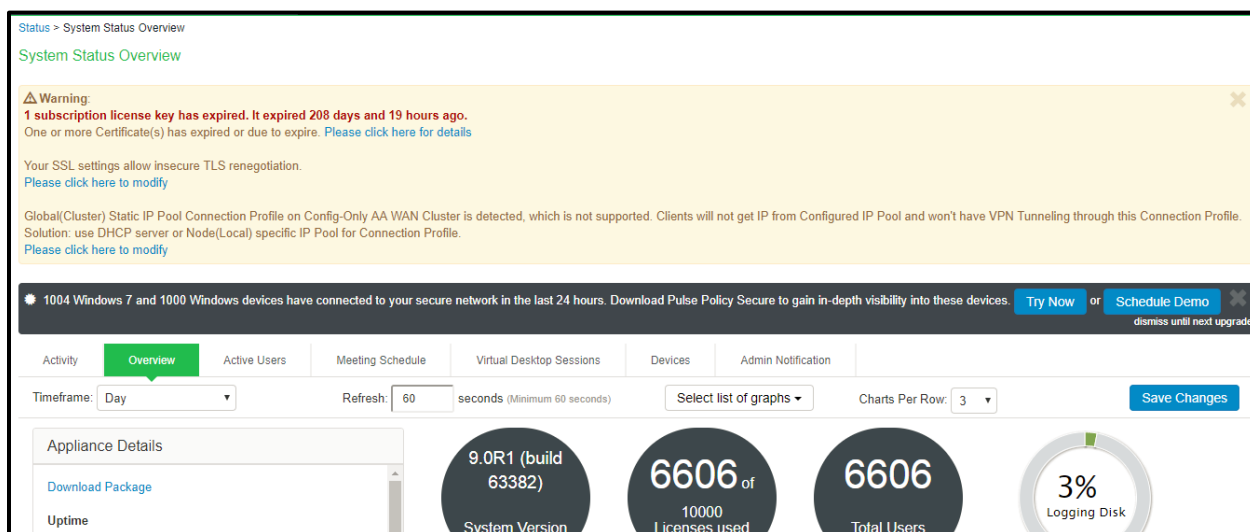 Status > System Status Overview
System Status Overview
Warning:
1 subscription license key has expired. It expired 208 days and 19 hours ago.
One or more Certificate(s) has expired or due to expire. Please click here for details
Your SSL settings allow insecure TLS renegotiation.
Please click here to modify
Global(Cluster) Static IP Pool Connection Profile on Config-Only AA WAN Cluster is detected, which is not supported. Clients will not get IP from Configured IP Pool and won't have VPN Tunneling through this Connection Profile.
Solution: use DHCP server or Node(Local) specific IP Pool for Connection Profile.
Please click here to modify
1004 Windows 7 and 1000 Windows devices have connected to your secure network in the last 24 hours. Download Pulse Policy Secure to gain in-depth visibility into these devices. Try Now or Schedule Demo
dismiss until next upgrade
Activity Overview Active Users Meeting Schedule Virtual Desktop Sessions Devices Admin Notification
Timeframe: Day Refresh: 60 seconds (Minimum 60 seconds) Select list of graphs Charts Per Row: 3 Save Changes
Appliance Details
Download Package
Uptime
9.0R1 (build
63382)
System Version
6606 of
10000
Licenses used
6606
Total Users
3%
Logging Disk